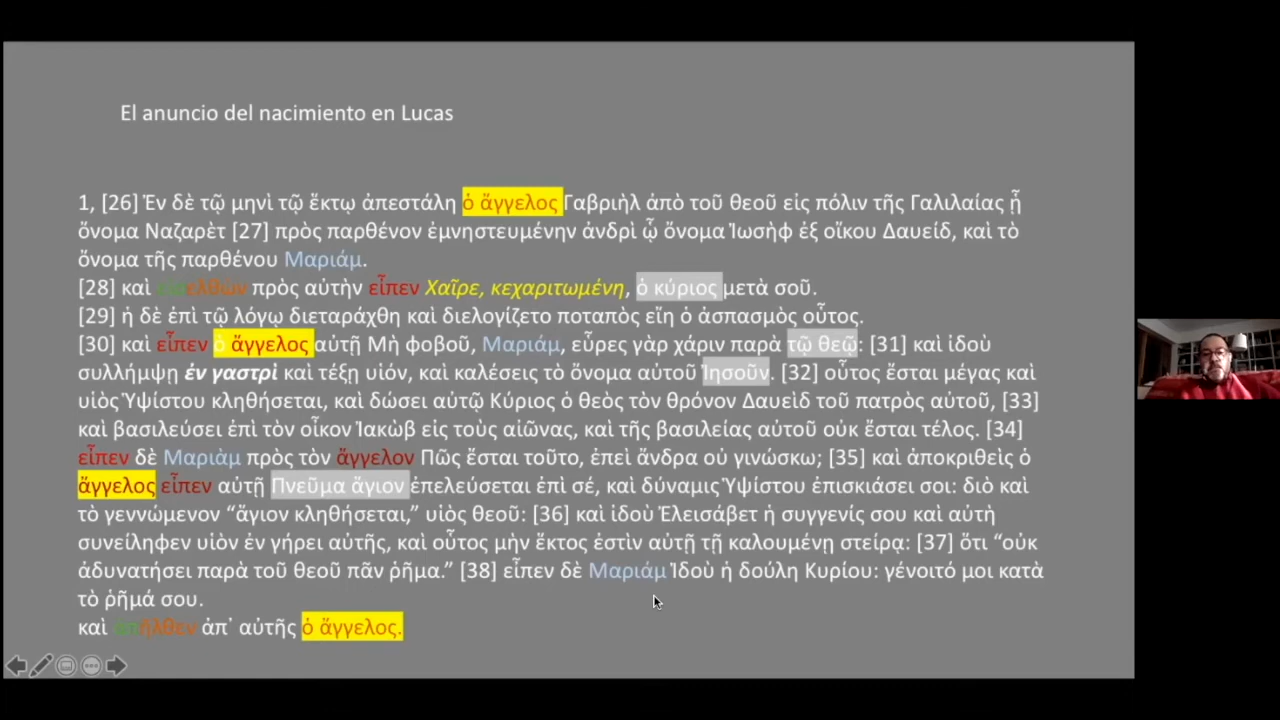 El anuncio del nacimiento en Lucas
1, [26] Ἐν δὲ τῷ μηνὶ τῷ ἕκτῳ ἀπεστάλη ὁ ἄγγελος Γαβριὴλ ἀπὸ τοῦ θεοῦ εἰς πόλιν τῆς Γαλιλαίας ᾗ
ὄνομα Ναζαρὲτ [27] πρὸς παρθένον ἐμνηστευμένην ἀνδρὶ ᾧ ὄνομα Ἰωσὴφ ἐξ οἴκου Δαυείδ, καὶ τὸ
ὄνομα τῆς παρθένου Μαριάμ.
[28] καὶ εἰσελθὼν πρὸς αὐτὴν εἶπεν Χαῖρε, κεχαριτωμένη, ὁ κύριος μετὰ σοῦ.
[29] ἡ δὲ ἐπὶ τῷ λόγῳ διεταράχθη καὶ διελογίζετο ποταπὸς εἴη ὁ ἀσπασμὸς οὗτος.
[30] καὶ εἶπεν ὁ ἄγγελος αὐτῇ Μὴ φοβοῦ, Μαριάμ, εὗρες γὰρ χάριν παρὰ τῷ θεῷ: [31] καὶ ἰδοὺ
συλλήμψῃ ἐν γαστρὶ καὶ τέξῃ υἱόν, καὶ καλέσεις τὸ ὄνομα αὐτοῦ Ἰησοῦν. [32] οὗτος ἔσται μέγας καὶ
υἱὸς Ὑψίστου κληθήσεται, καὶ δώσει αὐτῷ Κύριος ὁ θεὸς τὸν θρόνον Δαυεὶδ τοῦ πατρὸς αὐτοῦ, [33]
καὶ βασιλεύσει ἐπὶ τὸν οἶκον Ἰακὼβ εἰς τοὺς αἰῶνας, καὶ τῆς βασιλείας αὐτοῦ οὐκ ἔσται τέλος. [34]
εἶπεν δὲ Μαριὰμ πρὸς τὸν ἄγγελον Πῶς ἔσται τοῦτο, ἐπεὶ ἄνδρα οὐ γινώσκω; [35] καὶ ἀποκριθεὶς ὁ
ἄγγελος εἶπεν αὐτῇ Πνεῦμα ἅγιον ἐπελεύσεται ἐπὶ σέ, καὶ δύναμις Ὑψίστου ἐπισκιάσει σοι: διὸ καὶ
τὸ γεννώμενον “ἅγιον κληθήσεται,” υἱὸς θεοῦ: [36] καὶ ἰδοὺ Ἐλεισάβετ ἡ συγγενίς σου καὶ αὐτὴ
συνείληφεν υἱὸν ἐν γήρει αὐτῆς, καὶ οὗτος μὴν ἕκτος ἐστὶν αὐτῇ τῇ καλουμένῃ στείρᾳ: [37] ὅτι “οὐκ
ἀδυνατήσει παρὰ τοῦ θεοῦ πᾶν ῥῆμα.” [38] εἶπεν δὲ Μαριάμ Ἰδοὺ ἡ δούλη Κυρίου: γένοιτό μοι κατὰ
τὸ ῥῆμά σου.
καὶ ἀπῆλθεν ἀπ᾽ αὐτῆς ὁ ἄγγελος.